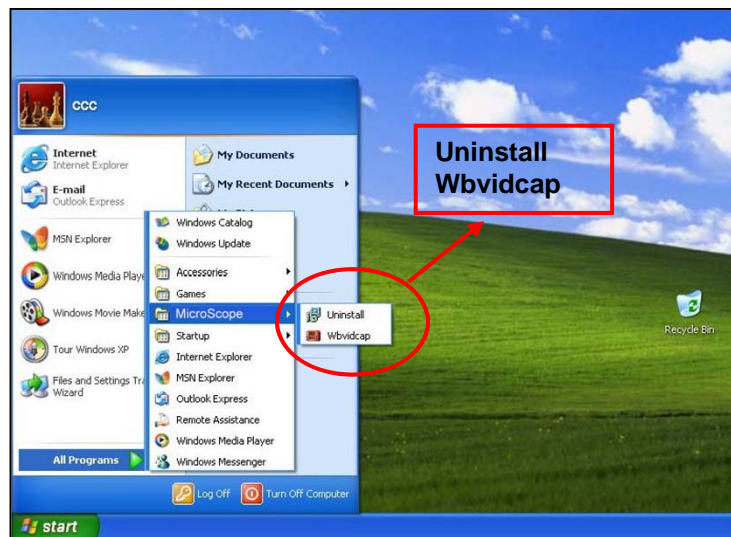 ccc
Internet
Internet Explorer
E-mail
Outlook Express
MSN Explorer
Windows Media Playe
Windows Movie Make
Tour Windows XP
Files and Settings Tr
Wizard
All Programs
My Documents
My Recent Documents
Windows Catalog
Windows Update
Accessories
Games
MicroScope
Startup
Internet Explorer
MSN Explorer
Outlook Express
Remote Assistance
Windows Media Player
Windows Messenger
Uninstall
Wbvidcap
Uninstall
Wbvidcap
Recycle Bin
Log Off
Turn Off Computer
start